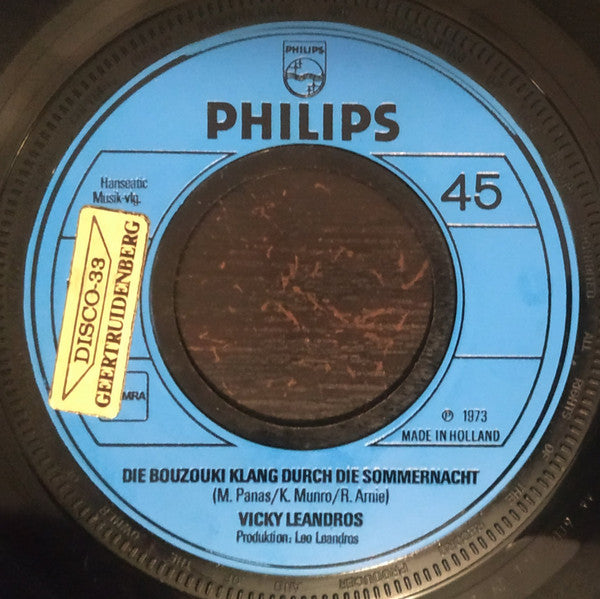 PHILIPS
PHILIPS
Hanseatic
Musik-vlg.
45
DISCO-33
GEERTRUIDENBERG
MRA
℗ 1973
MADE IN HOLLAND
DIE BOUZOUKI KLANG DURCH DIE SOMMERNACHT
(M. Panas/K. Munro/R. Arnie)
VICKY LEANDROS
Produktion: Leo Leandros